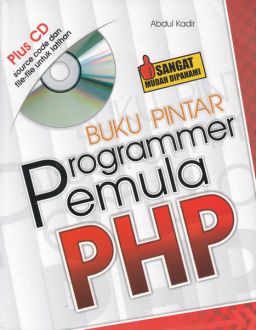 Abdul Kadir
Plus CD
source code dan
file-file untuk latihan
SANGAT
MUDAH DIPAHAMI
BUKU PINTAR
Programmer
Pemula
PHP